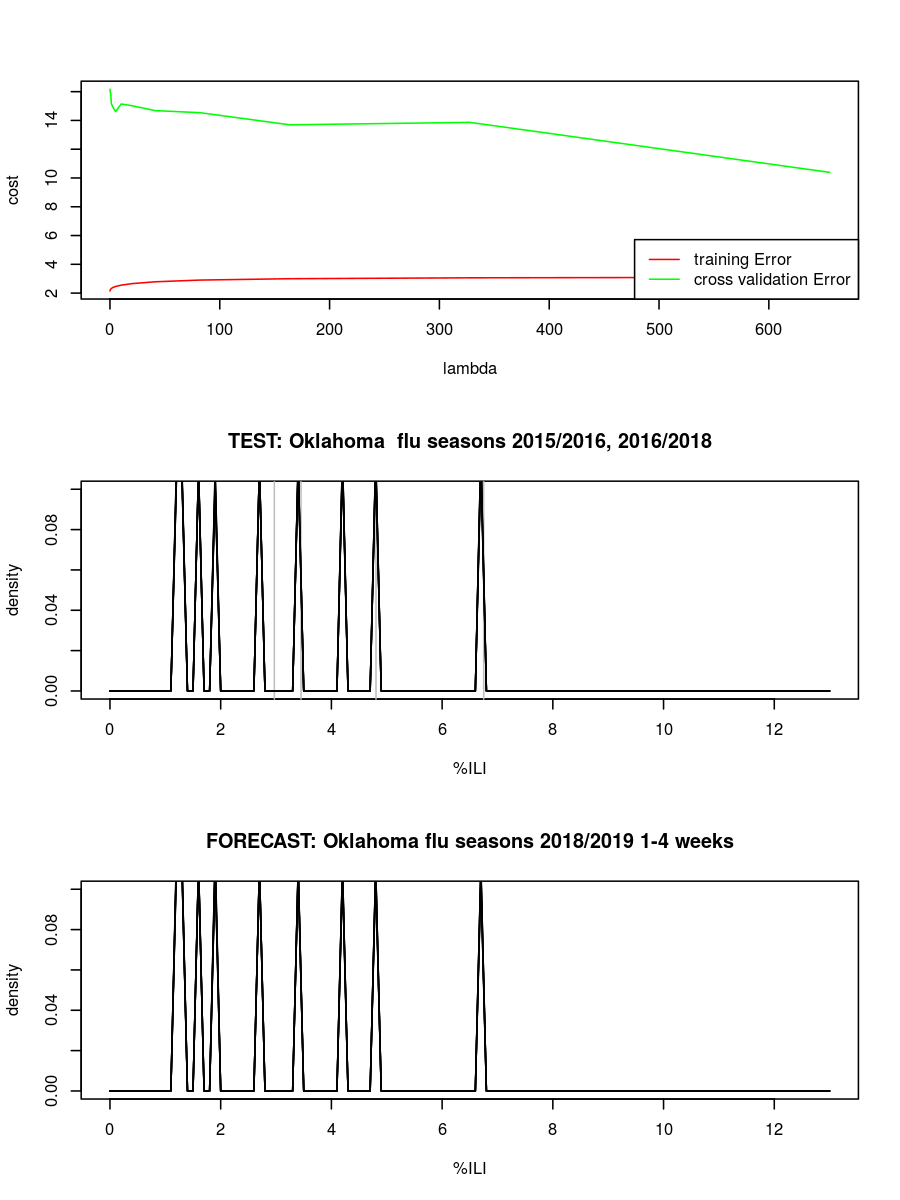 14
10
8
6
4
2
cost
training Error
cross validation Error
0 100 200 300 400 500 600
lambda
TEST: Oklahoma  flu seasons 2015/2016, 2016/2018
0.08
0.04
0.00
density
0 2 4 6 8 10 12
%ILI
FORECAST: Oklahoma flu seasons 2018/2019 1-4 weeks
0.08
0.04
0.00
density
0 2 4 6 8 10 12
%ILI